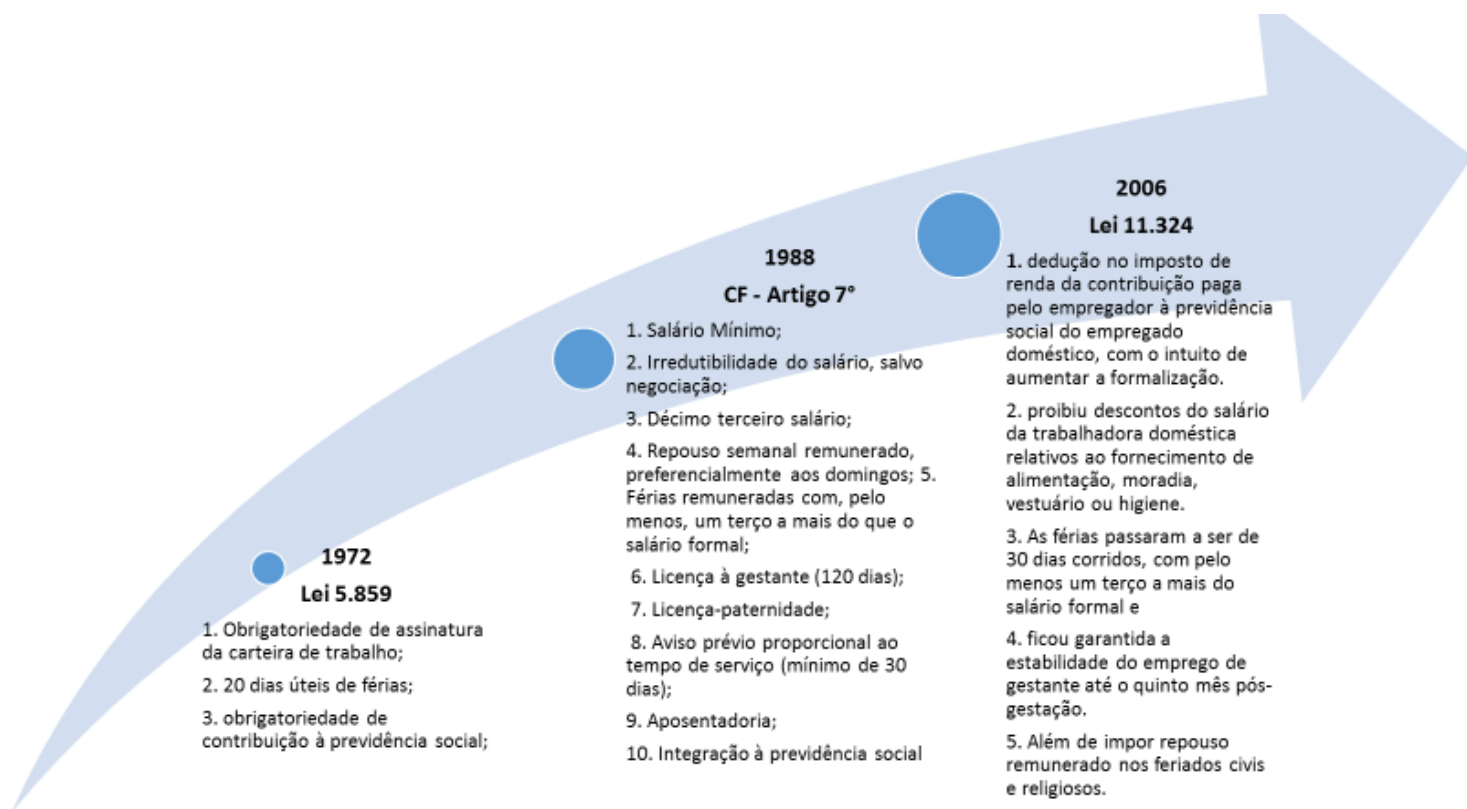 1972
Lei 5.859
1. Obrigatoriedade de assinatura
da carteira de trabalho;
2. 20 dias úteis de férias;
3. obrigatoriedade de
contribuição à previdência social;
1988
CF - Artigo 7°
1. Salário Mínimo;
2. Irredutibilidade do salário, salvo
negociação;
3. Décimo terceiro salário;
4. Repouso semanal remunerado,
preferencialmente aos domingos; 5.
Férias remuneradas com, pelo
menos, um terço a mais do que o
salário formal;
6. Licença à gestante (120 dias);
7. Licença-paternidade;
8. Aviso prévio proporcional ao
tempo de serviço (mínimo de 30
dias);
9. Aposentadoria;
10. Integração à previdência social
2006
Lei 11.324
1. dedução no imposto de
renda da contribuição paga
pelo empregador à previdência
social do empregado
doméstico, com o intuito de
aumentar a formalização.
2. proibiu descontos do salário
da trabalhadora doméstica
relativos ao fornecimento de
alimentação, moradia,
vestuário ou higiene.
3. As férias passaram a ser de
30 dias corridos, com pelo
menos um terço a mais do
salário formal e
4. ficou garantida a
estabilidade do emprego de
gestante até o quinto mês pós-
gestação.
5. Além de impor repouso
remunerado nos feriados civis
e religiosos.